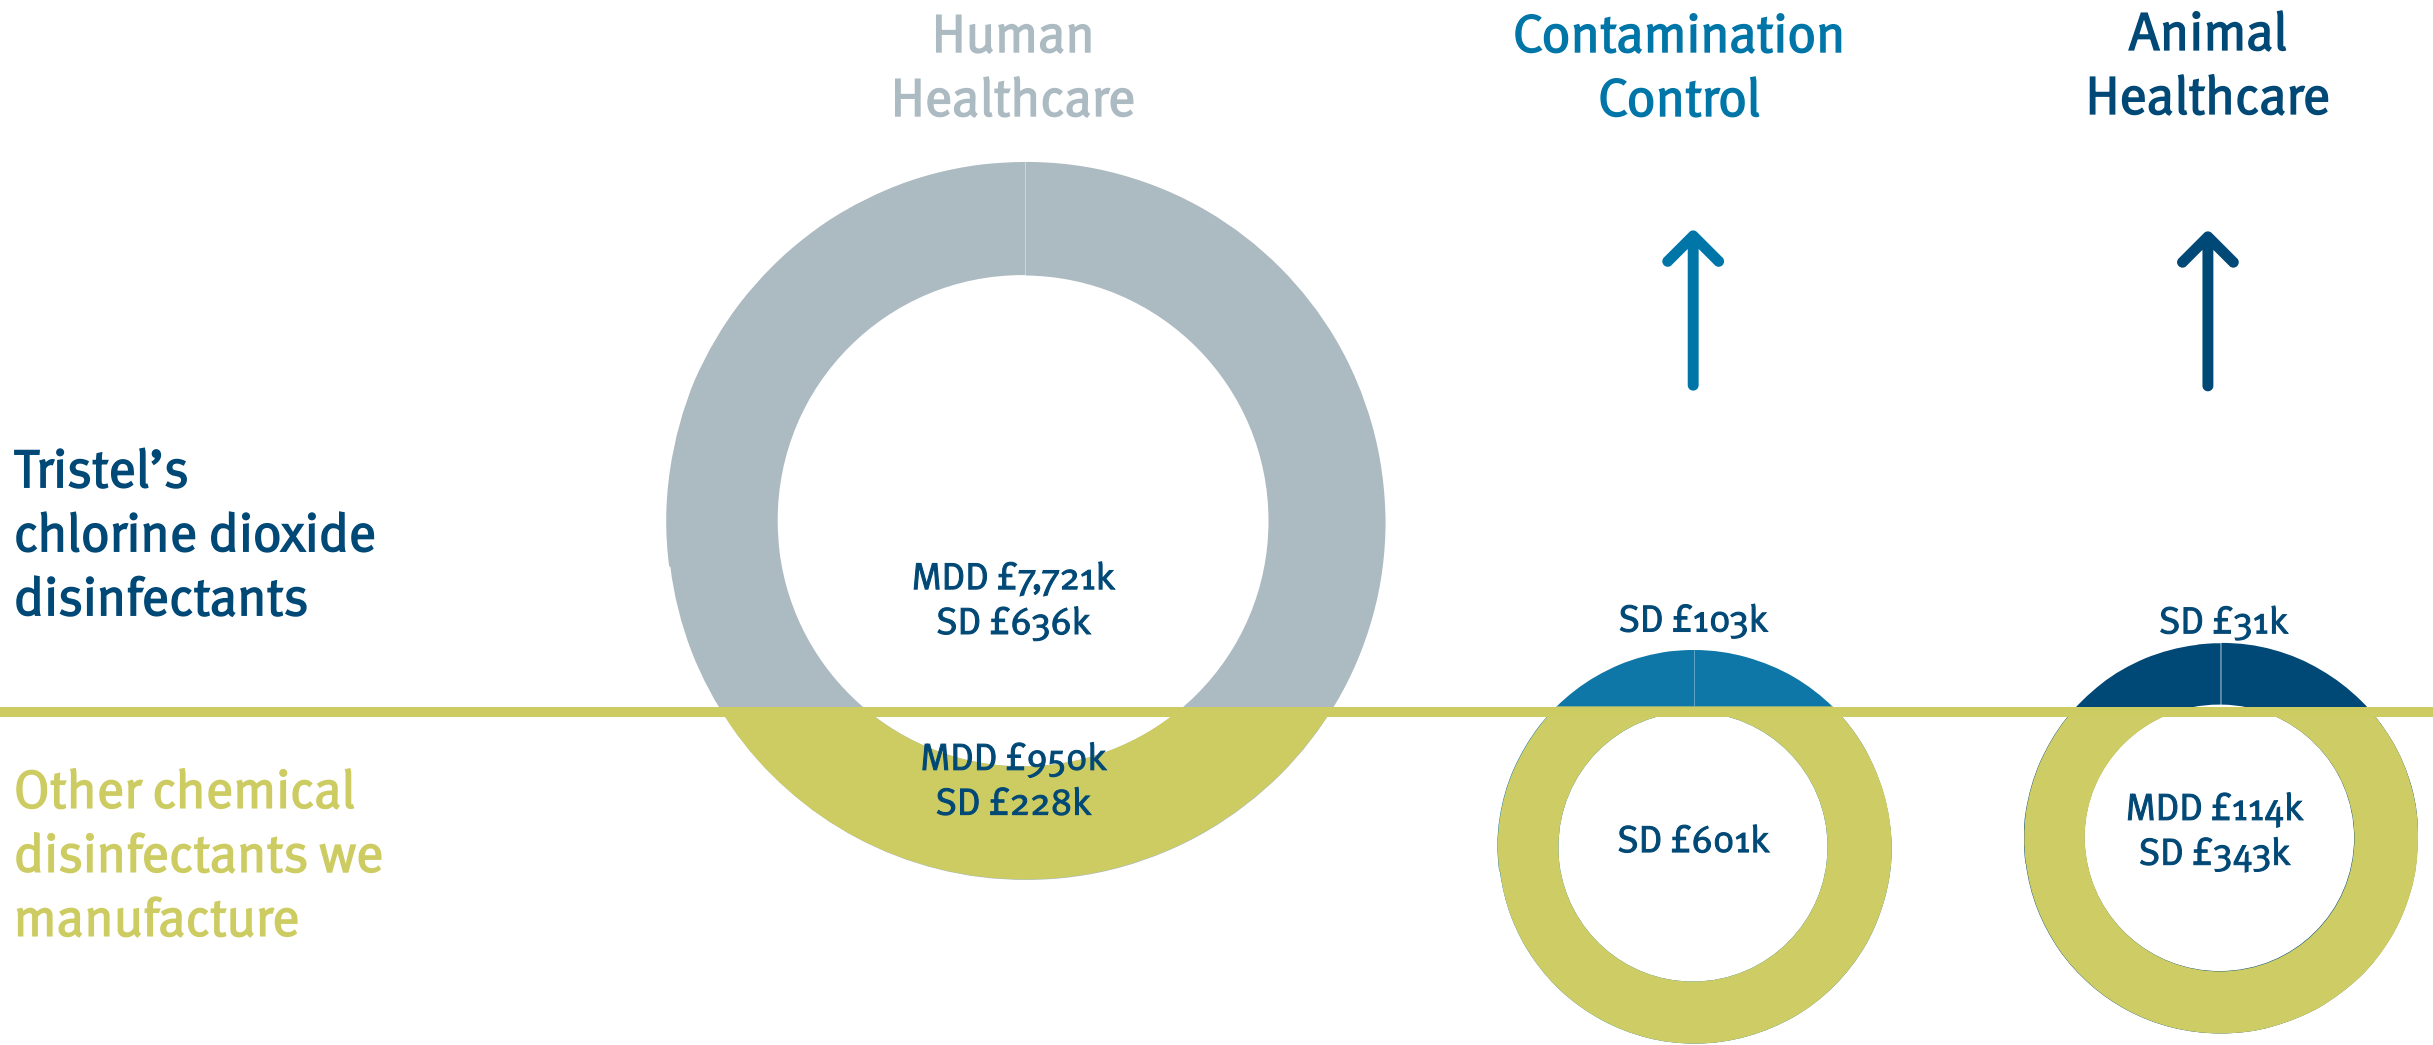 Human
Healthcare
Contamination
Control
Animal
Healthcare
Tristel’s
chlorine dioxide
disinfectants
MDD £7,721k
SD £636k
SD £103k
SD £31k
Other chemical
disinfectants we
manufacture
MDD £950k
SD £228k
SD £601k
MDD £114k
SD £343k